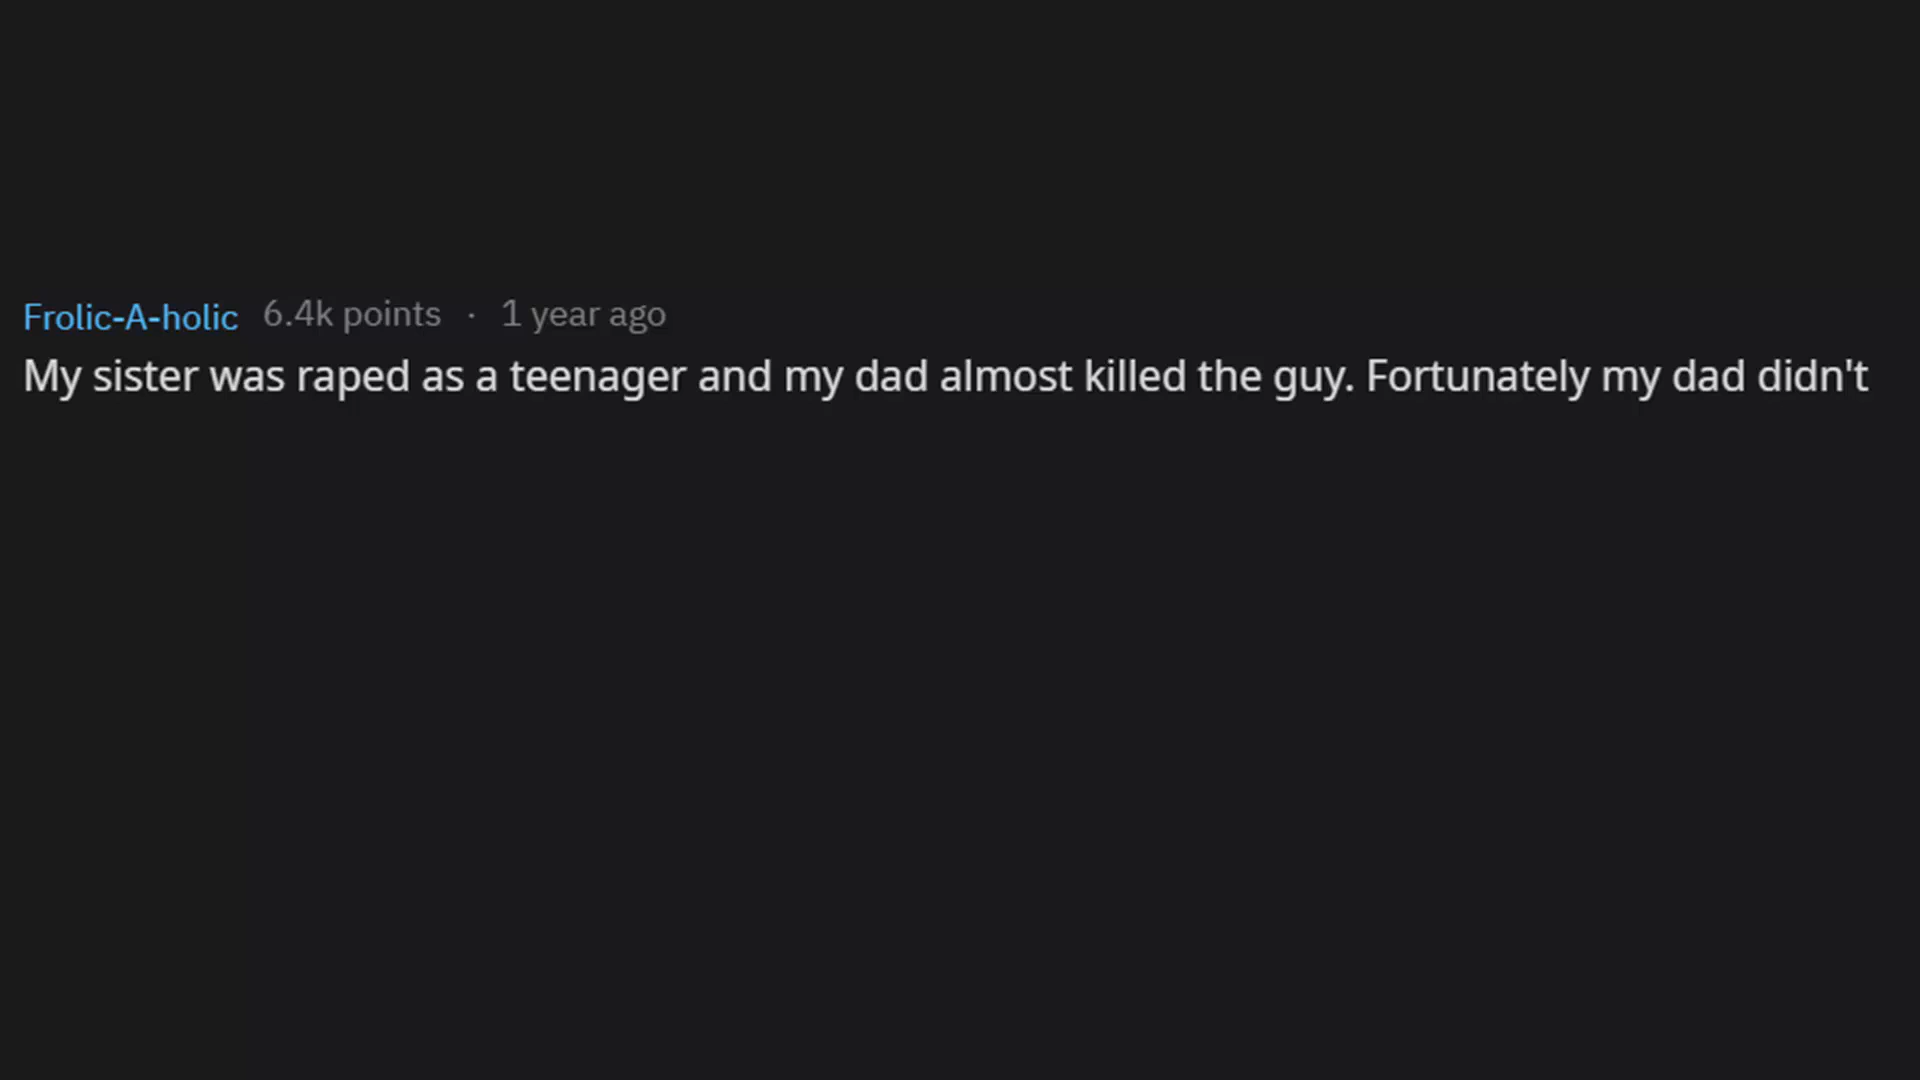 Frolic-A-holic 6.4k points · 1 year ago
My sister was raped as a teenager and my dad almost killed the guy. Fortunately my dad didn't